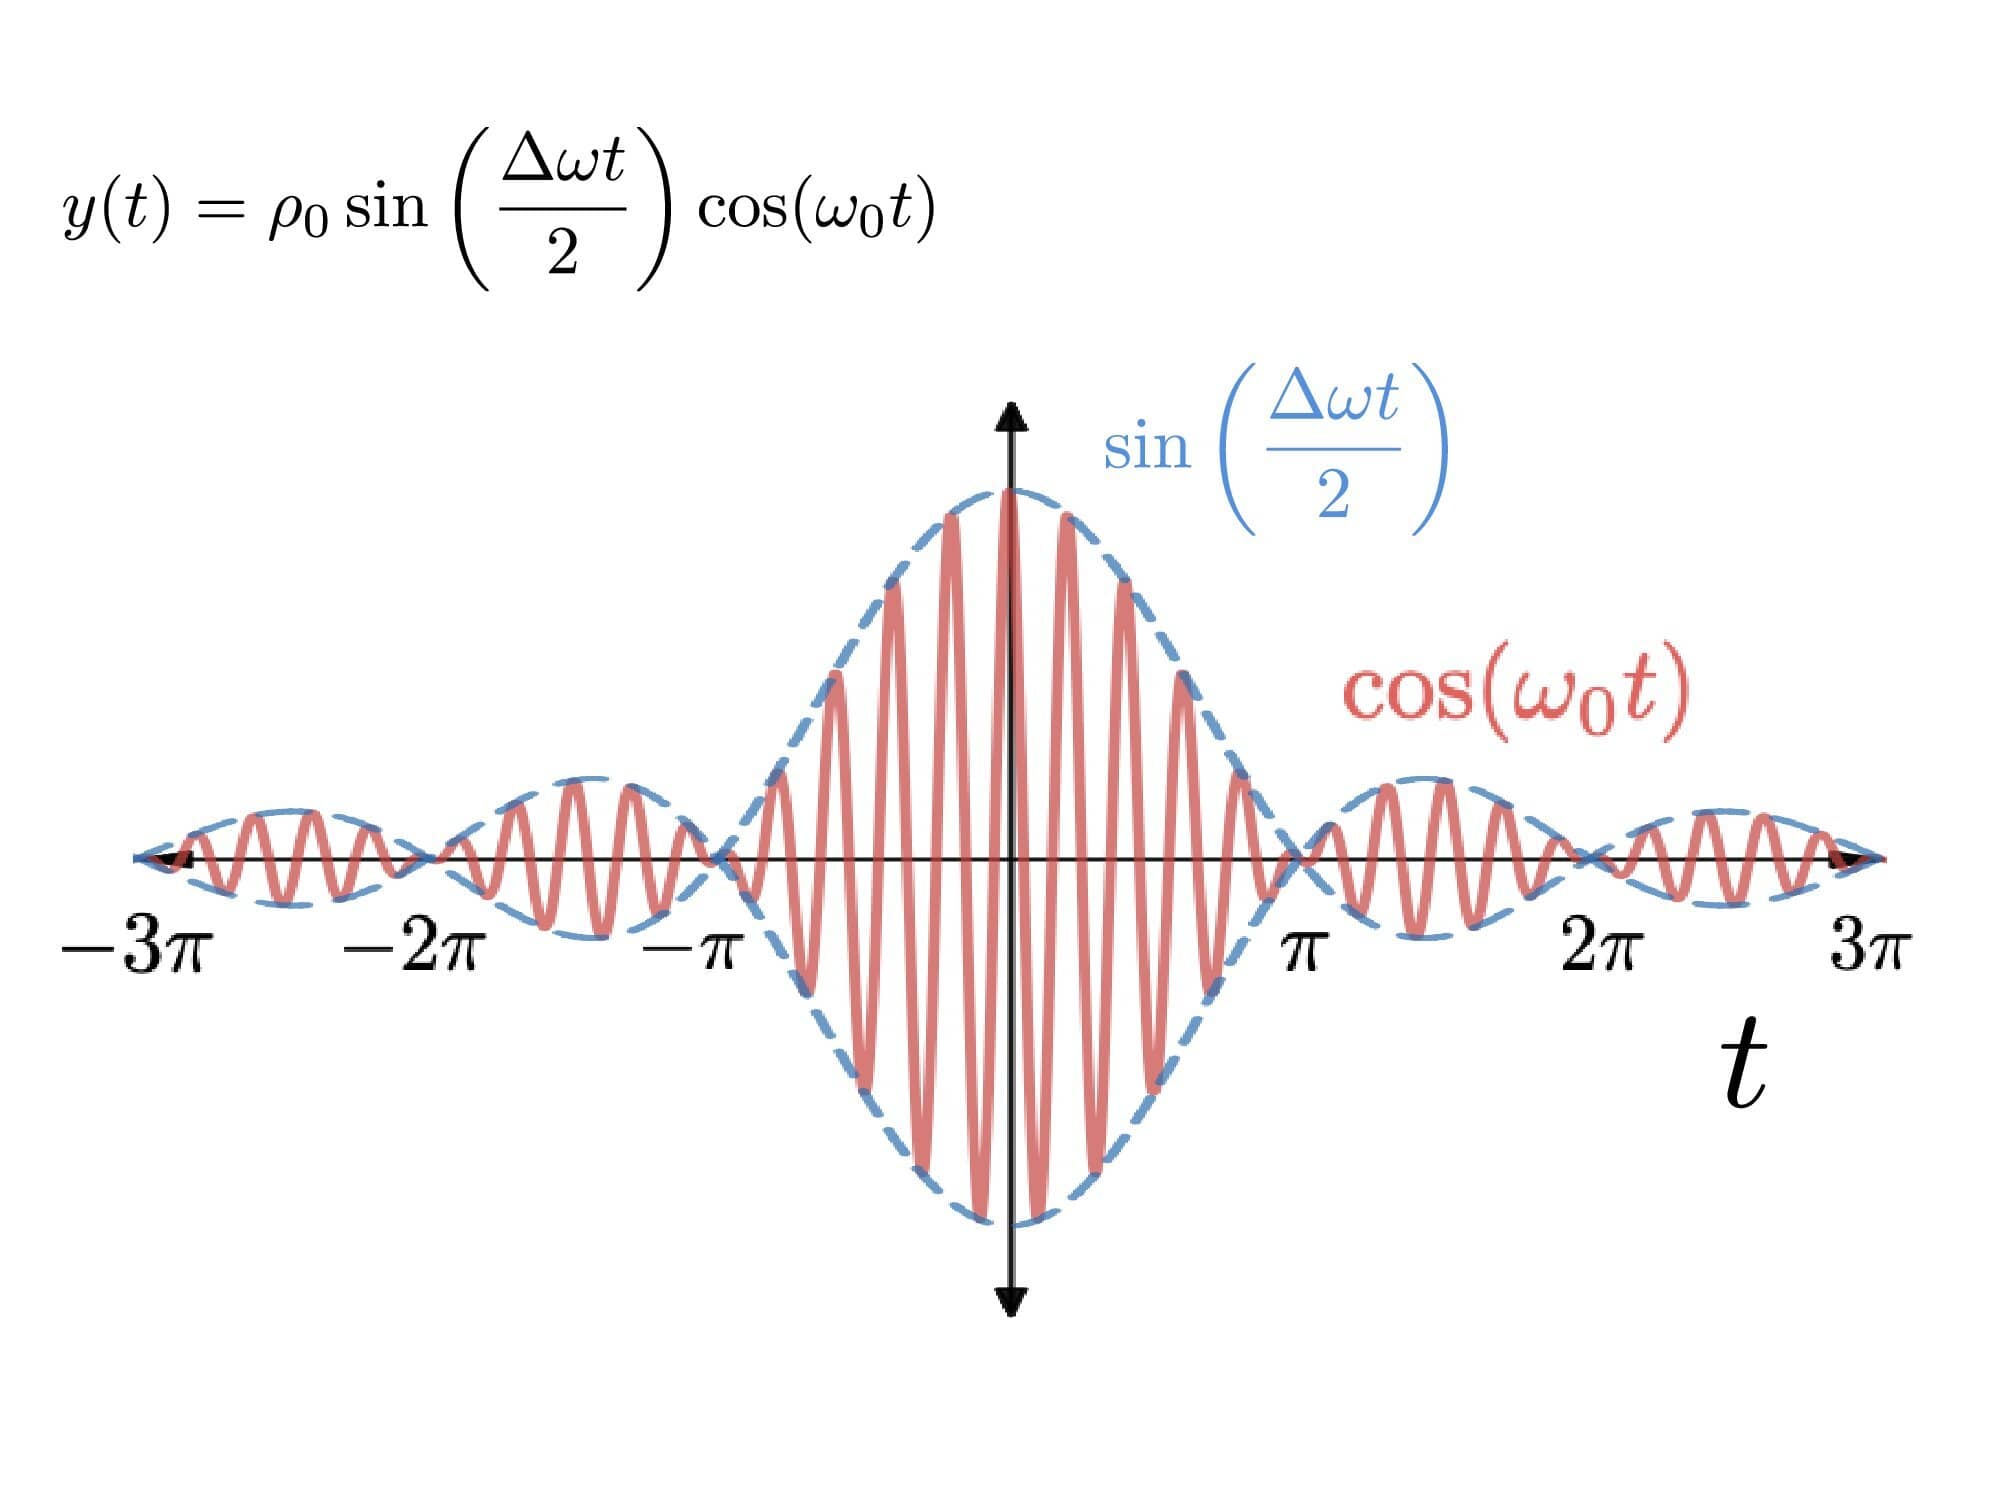 y(t) = ρ₀ sin(Δωt/2) cos(ω₀t)
sin(Δωt/2)
cos(ω₀t)
−3π −2π −π π 2π 3π
t